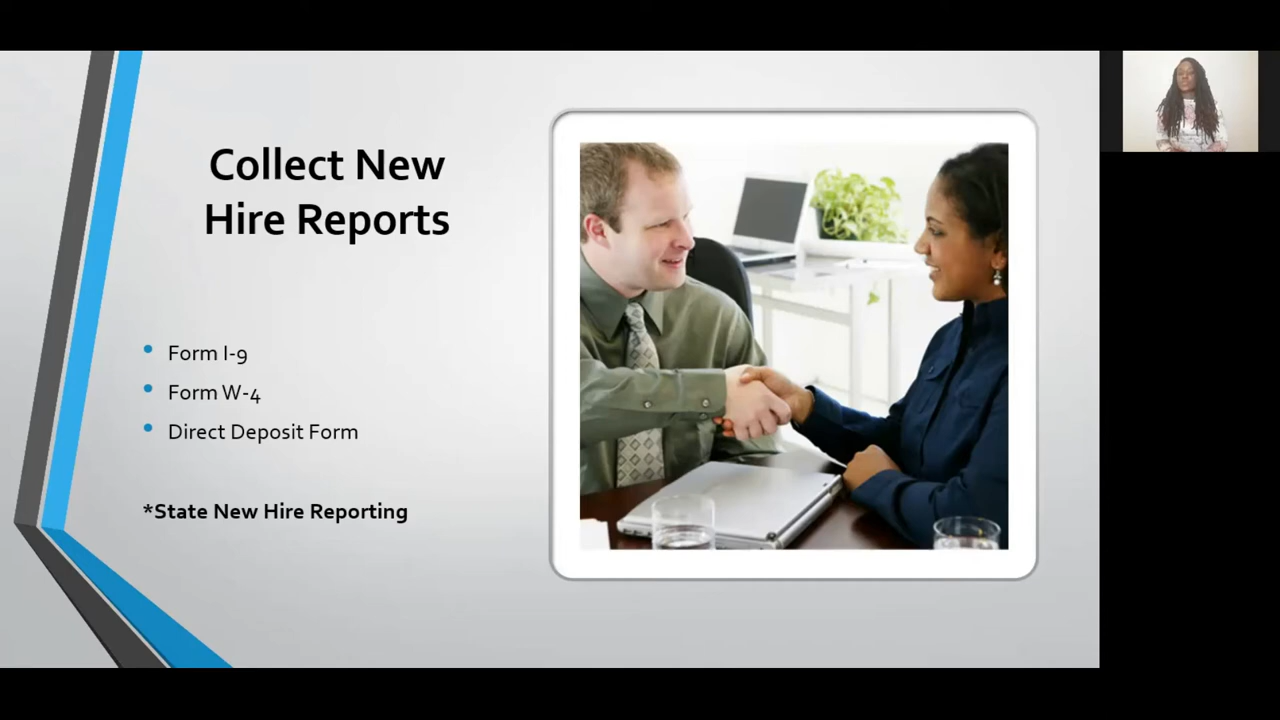 Collect New
Hire Reports
• Form I-9
• Form W-4
• Direct Deposit Form
*State New Hire Reporting